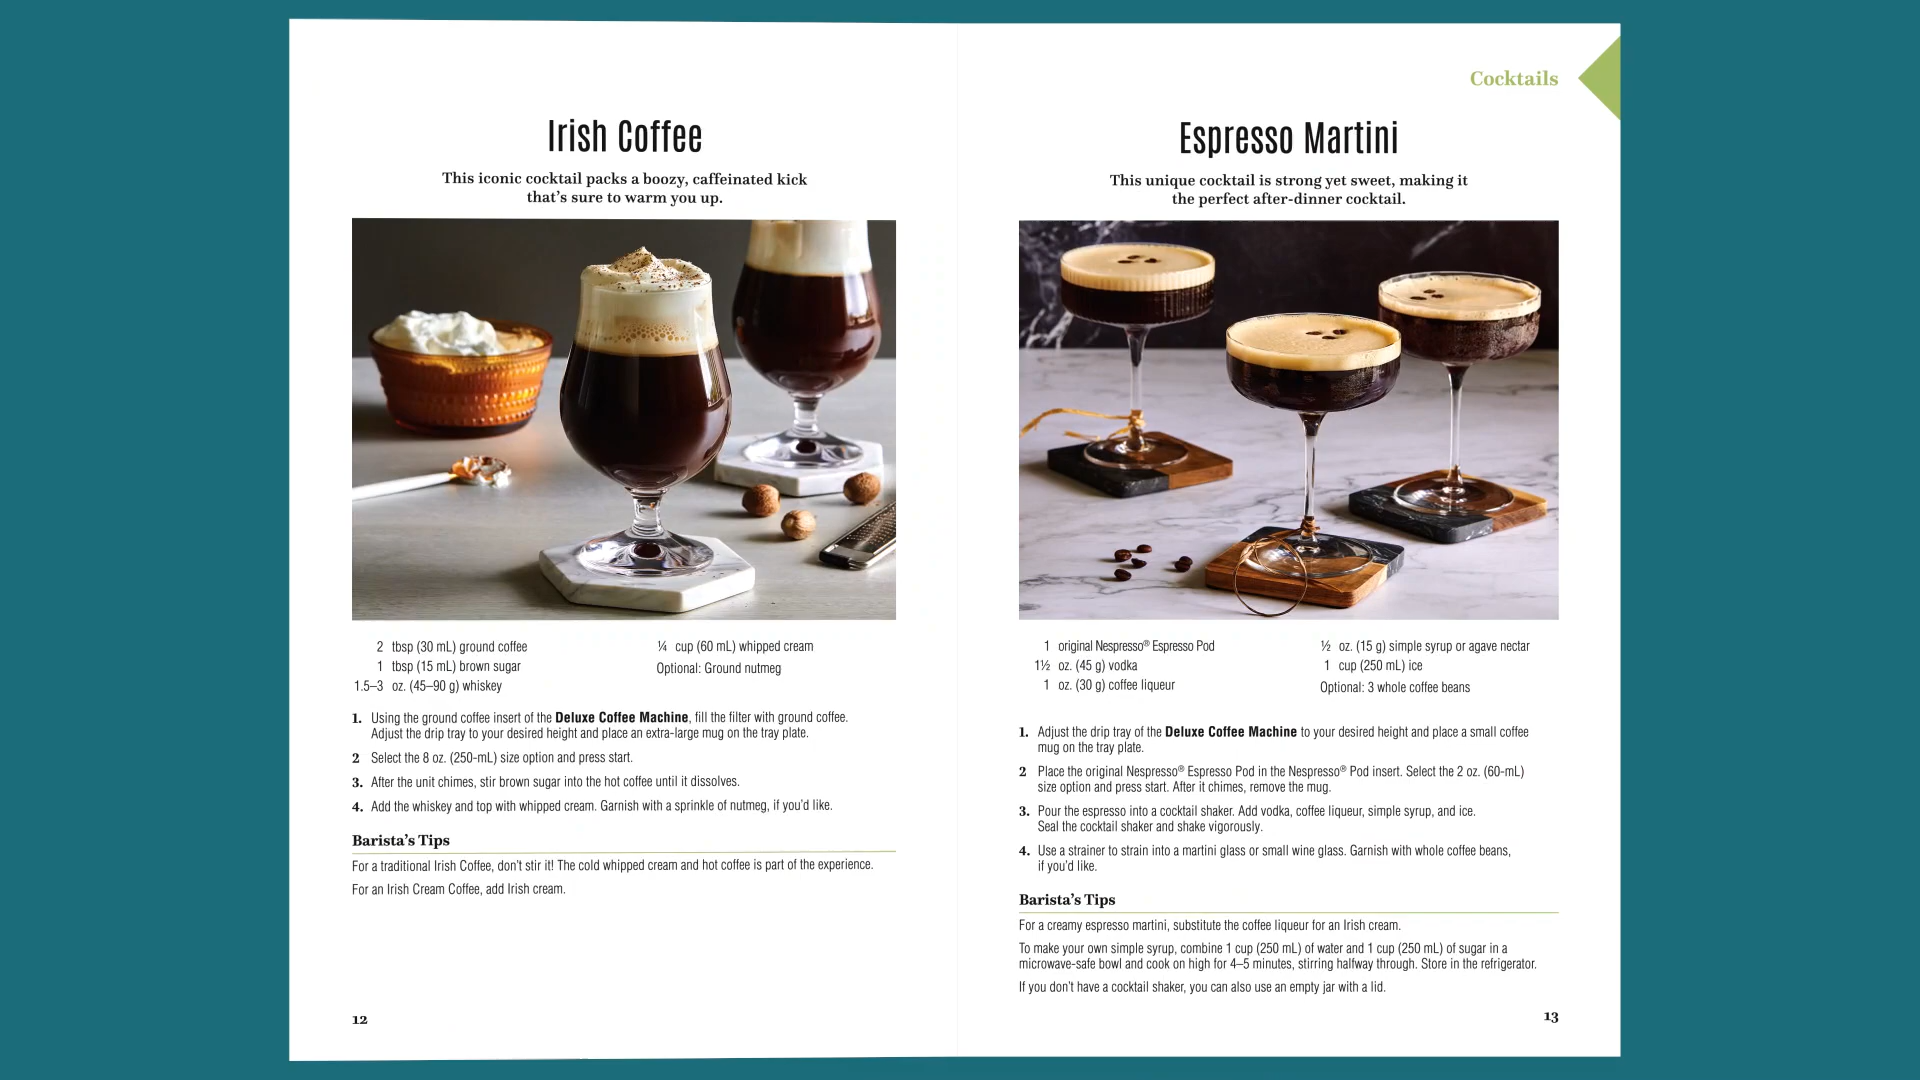 Irish Coffee
This iconic cocktail packs a boozy, caffeinated kick
that's sure to warm you up.
2 tbsp (30 mL) ground coffee
1 tbsp (15 mL) brown sugar
1.5–3 oz. (45–90 g) whiskey
¼ cup (60 mL) whipped cream
Optional: Ground nutmeg
1. Using the ground coffee insert of the Deluxe Coffee Machine, fill the filter with ground coffee.
Adjust the drip tray to your desired height and place an extra-large mug on the tray plate.
2 Select the 8 oz. (250-mL) size option and press start.
3. After the unit chimes, stir brown sugar into the hot coffee until it dissolves.
4. Add the whiskey and top with whipped cream. Garnish with a sprinkle of nutmeg, if you'd like.
Barista's Tips
For a traditional Irish Coffee, don't stir it! The cold whipped cream and hot coffee is part of the experience.
For an Irish Cream Coffee, add Irish cream.
12
Cocktails
Espresso Martini
This unique cocktail is strong yet sweet, making it
the perfect after-dinner cocktail.
1 original Nespresso® Espresso Pod
1½ oz. (45 g) vodka
1 oz. (30 g) coffee liqueur
½ oz. (15 g) simple syrup or agave nectar
1 cup (250 mL) ice
Optional: 3 whole coffee beans
1. Adjust the drip tray of the Deluxe Coffee Machine to your desired height and place a small coffee
mug on the tray plate.
2 Place the original Nespresso® Espresso Pod in the Nespresso® Pod insert. Select the 2 oz. (60-mL)
size option and press start. After it chimes, remove the mug.
3. Pour the espresso into a cocktail shaker. Add vodka, coffee liqueur, simple syrup, and ice.
Seal the cocktail shaker and shake vigorously.
4. Use a strainer to strain into a martini glass or small wine glass. Garnish with whole coffee beans,
if you'd like.
Barista's Tips
For a creamy espresso martini, substitute the coffee liqueur for an Irish cream.
To make your own simple syrup, combine 1 cup (250 mL) of water and 1 cup (250 mL) of sugar in a
microwave-safe bowl and cook on high for 4–5 minutes, stirring halfway through. Store in the refrigerator.
If you don't have a cocktail shaker, you can also use an empty jar with a lid.
13